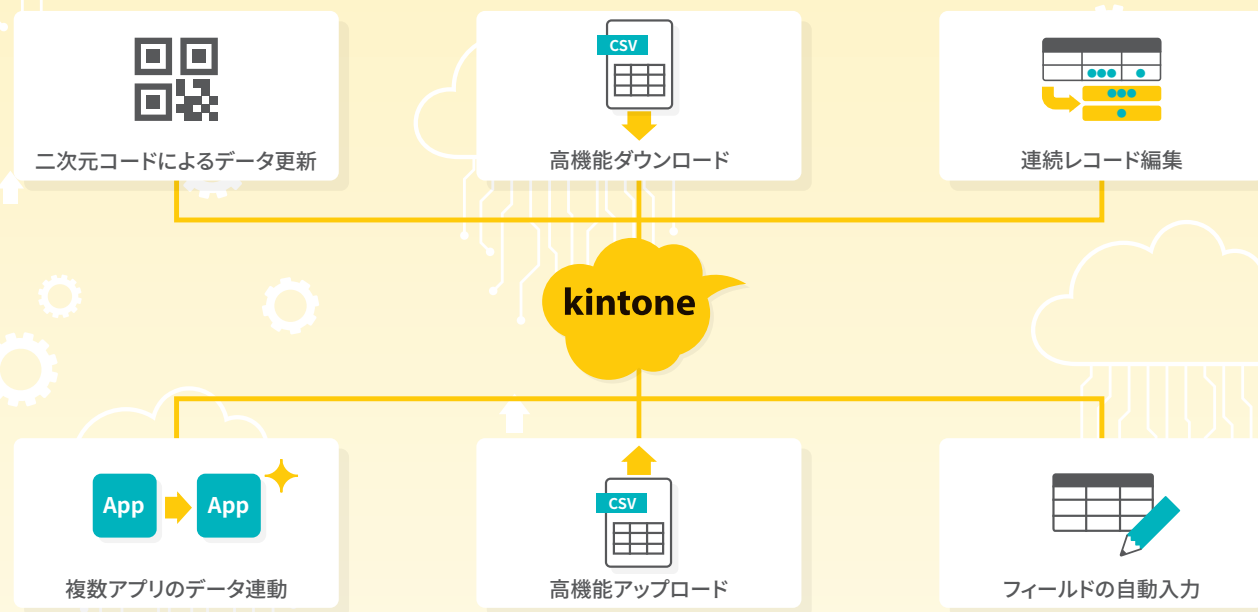 CSV
二次元コードによるデータ更新
高機能ダウンロード
連続レコード編集
kintone
App
App
CSV
複数アプリのデータ連動
高機能アップロード
フィールドの自動入力